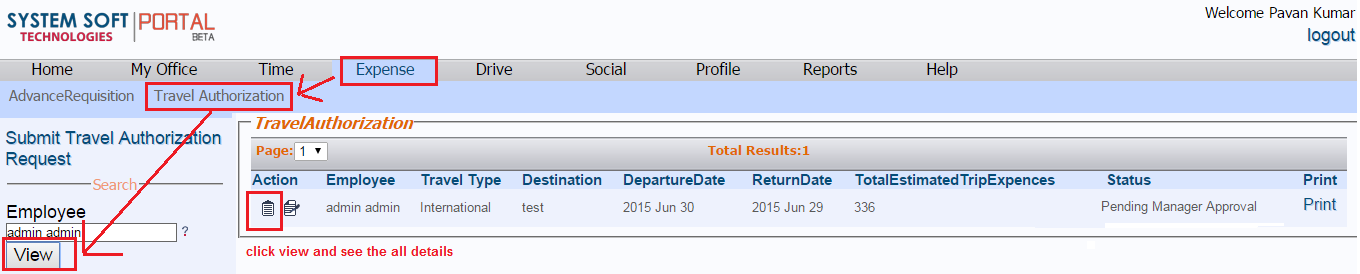 Welcome Pavan Kumar
SYSTEM SOFT PORTAL
TECHNOLOGIES BETA
logout
Home My Office Time Expense Drive Social Profile Reports Help
AdvanceRequisition Travel Authorization
Submit Travel Authorization
Request
Search
Employee
admin admin ?
View
TravelAuthorization
Page: 1 Total Results:1
Action Employee Travel Type Destination DepartureDate ReturnDate TotalEstimatedTripExpences Status Print
admin admin International test 2015 Jun 30 2015 Jun 29 336 Pending Manager Approval Print
click view and see the all details